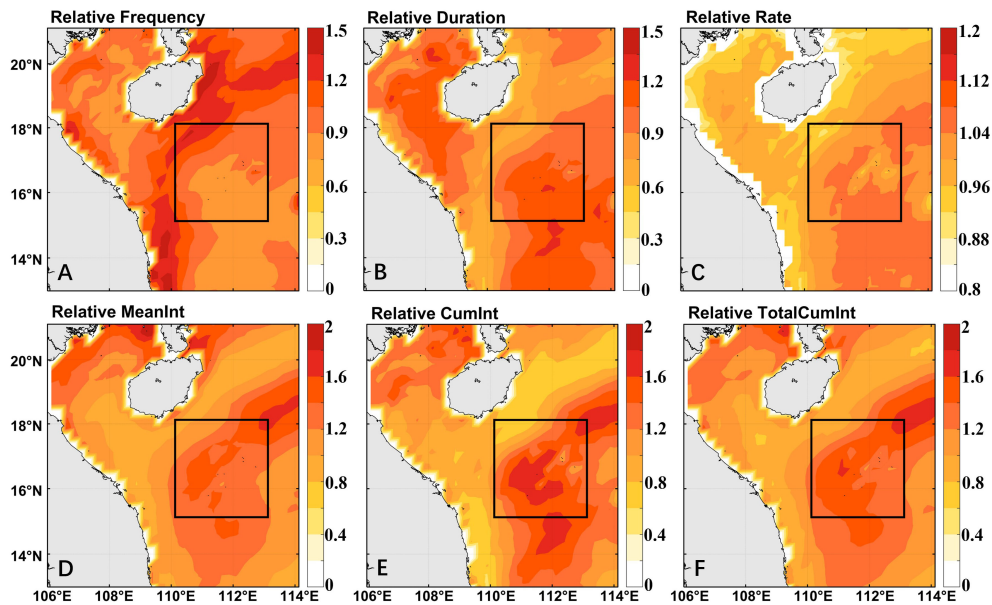 Relative Frequency
Relative Duration
Relative Rate
20°N
18°N
16°N
14°N
A
1.5
1.2
0.9
0.6
0.3
0
B
1.5
1.2
0.9
0.6
0.3
0
C
1.2
1.12
1.04
0.96
0.88
0.8
Relative MeanInt
Relative CumInt
Relative TotalCumInt
20°N
18°N
16°N
14°N
D
2
1.6
1.2
0.8
0.4
0
E
2
1.6
1.2
0.8
0.4
0
F
2
1.6
1.2
0.8
0.4
0
106°E 108°E 110°E 112°E 114°E
106°E 108°E 110°E 112°E 114°E
106°E 108°E 110°E 112°E 114°E